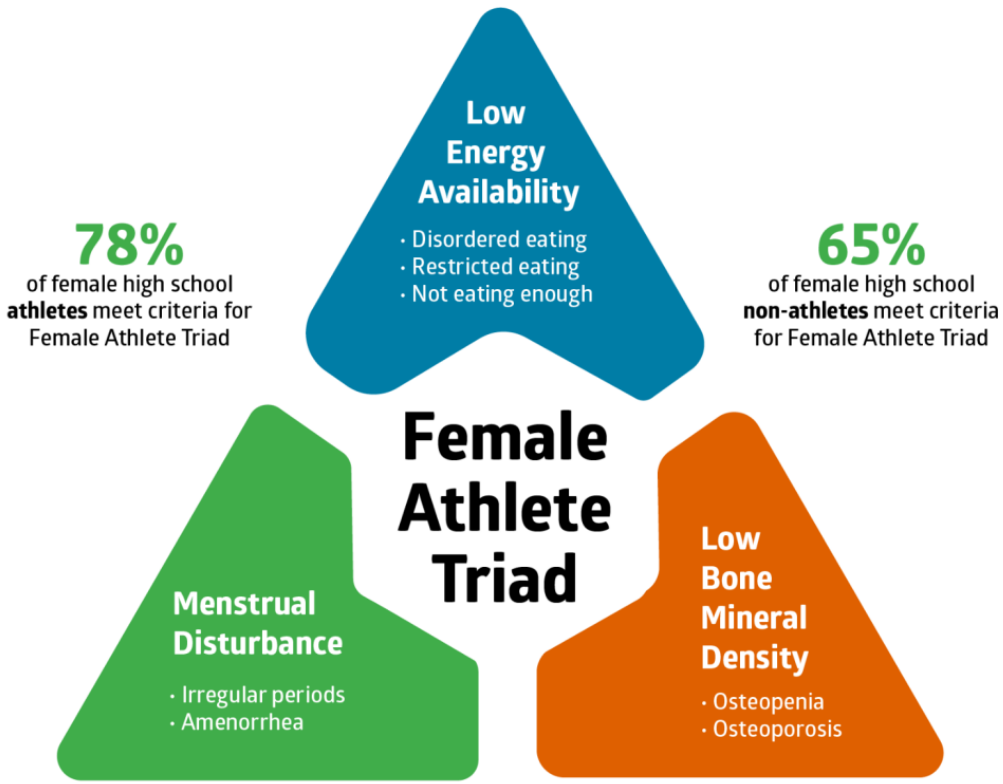 Low
Energy
Availability
· Disordered eating
· Restricted eating
· Not eating enough
78%
of female high school
athletes meet criteria for
Female Athlete Triad
65%
of female high school
non-athletes meet criteria
for Female Athlete Triad
Female
Athlete
Triad
Menstrual
Disturbance
· Irregular periods
· Amenorrhea
Low
Bone
Mineral
Density
· Osteopenia
· Osteoporosis